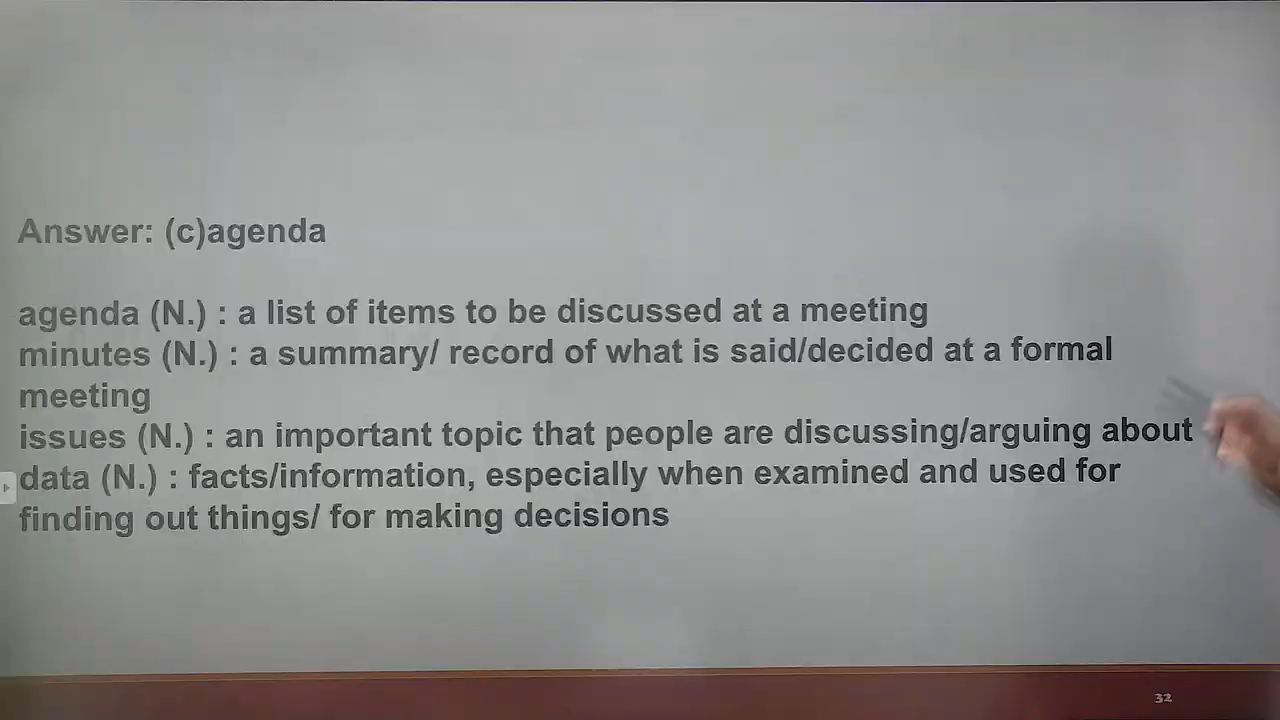 Answer: (c)agenda
agenda (N.) : a list of items to be discussed at a meeting
minutes (N.) : a summary/ record of what is said/decided at a formal
meeting
issues (N.) : an important topic that people are discussing/arguing about
data (N.) : facts/information, especially when examined and used for
finding out things/ for making decisions
32